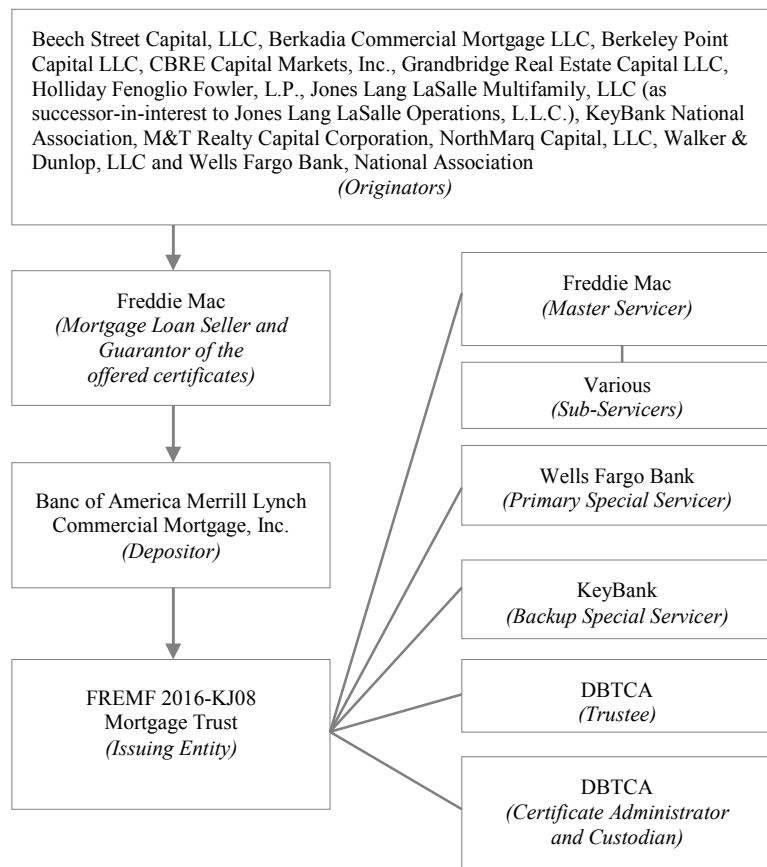 Beech Street Capital, LLC, Berkadia Commercial Mortgage LLC, Berkeley Point
Capital LLC, CBRE Capital Markets, Inc., Grandbridge Real Estate Capital LLC,
Holliday Fenoglio Fowler, L.P., Jones Lang LaSalle Multifamily, LLC (as
successor-in-interest to Jones Lang LaSalle Operations, L.L.C.), KeyBank National
Association, M&T Realty Capital Corporation, NorthMarq Capital, LLC, Walker &
Dunlop, LLC and Wells Fargo Bank, National Association
(Originators)
Freddie Mac
(Mortgage Loan Seller and
Guarantor of the
offered certificates)
Banc of America Merrill Lynch
Commercial Mortgage, Inc.
(Depositor)
FREMF 2016-KJ08
Mortgage Trust
(Issuing Entity)
Freddie Mac
(Master Servicer)
Various
(Sub-Servicers)
Wells Fargo Bank
(Primary Special Servicer)
KeyBank
(Backup Special Servicer)
DBTCA
(Trustee)
DBTCA
(Certificate Administrator
and Custodian)